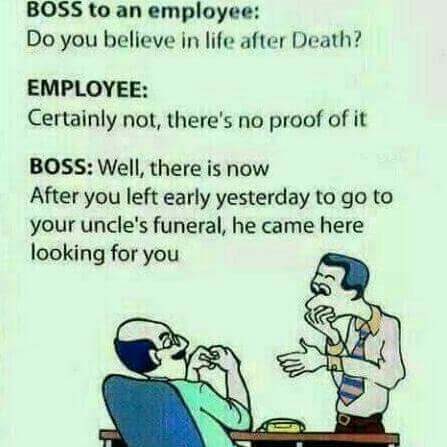 BOSS to an employee:
Do you believe in life after Death?
EMPLOYEE:
Certainly not, there's no proof of it
BOSS: Well, there is now
After you left early yesterday to go to
your uncle's funeral, he came here
looking for you